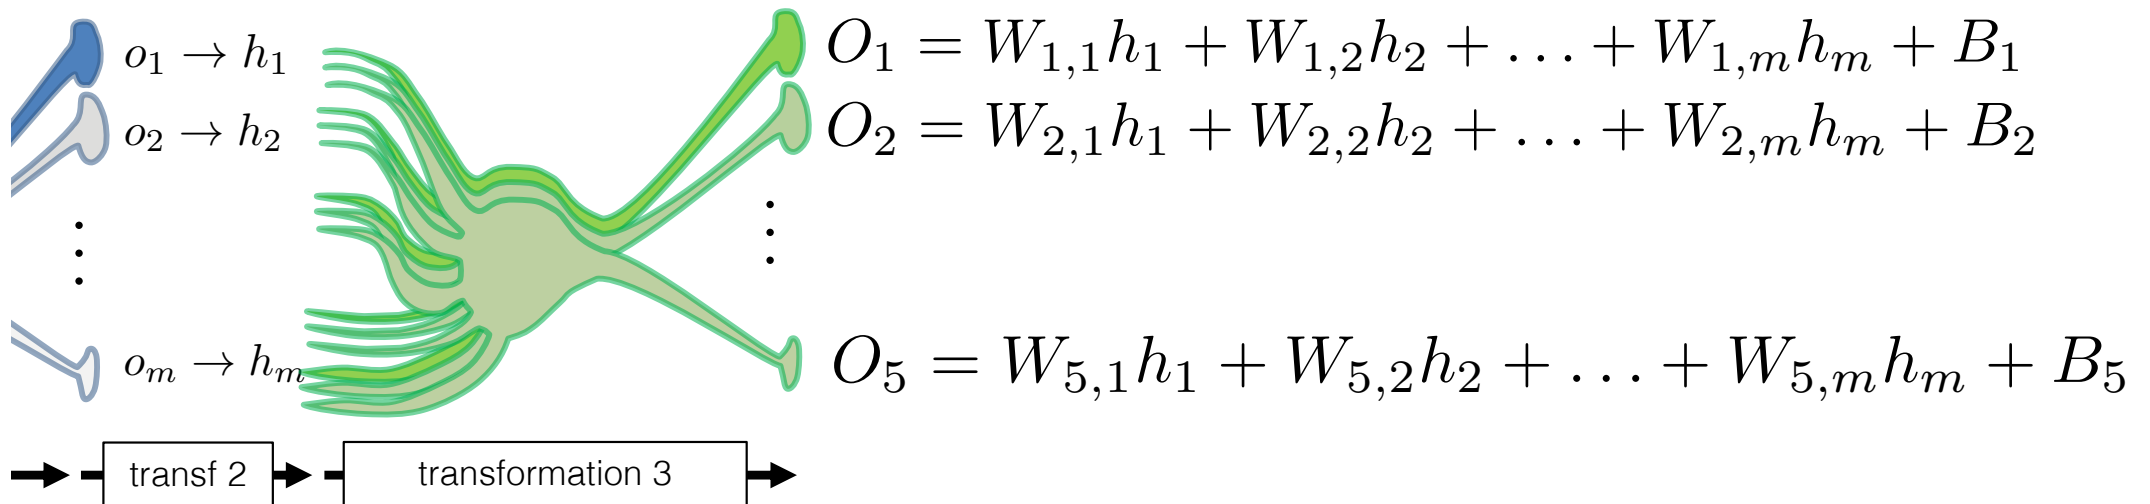 o₁ → h₁
O₁ = W₁,₁h₁ + W₁,₂h₂ + . . . + W₁,ₘhₘ + B₁
o₂ → h₂
O₂ = W₂,₁h₁ + W₂,₂h₂ + . . . + W₂,ₘhₘ + B₂
oₘ → hₘ
O₅ = W₅,₁h₁ + W₅,₂h₂ + . . . + W₅,ₘhₘ + B₅
transf 2
transformation 3